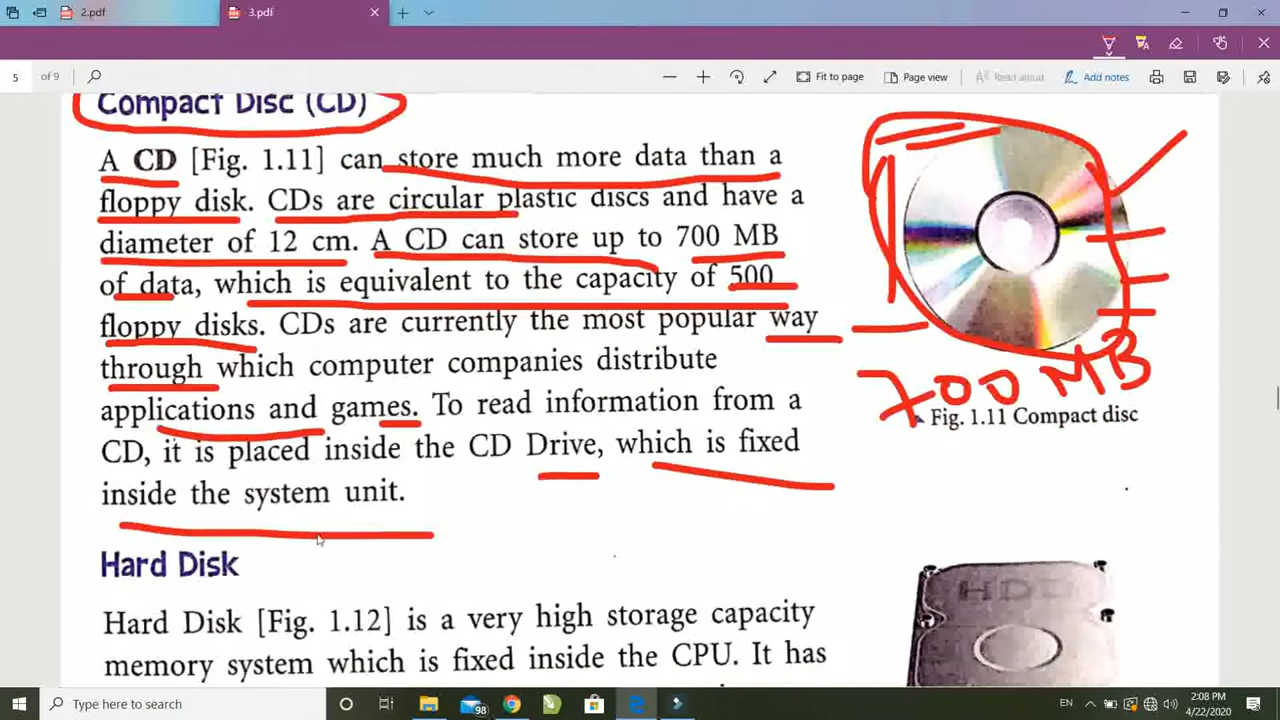 2.pdf
3.pdf
5 of 9
Fit to page
Page view
Read aloud
Add notes
Compact Disc (CD)
A CD [Fig. 1.11] can store much more data than a
floppy disk. CDs are circular plastic discs and have a
diameter of 12 cm. A CD can store up to 700 MB
of data, which is equivalent to the capacity of 500
floppy disks. CDs are currently the most popular way
through which computer companies distribute
applications and games. To read information from a
CD, it is placed inside the CD Drive, which is fixed
inside the system unit.
700 MB
Fig. 1.11 Compact disc
Hard Disk
Hard Disk [Fig. 1.12] is a very high storage capacity
memory system which is fixed inside the CPU. It has
HDD
Type here to search
98
EN
2:08 PM
4/22/2020